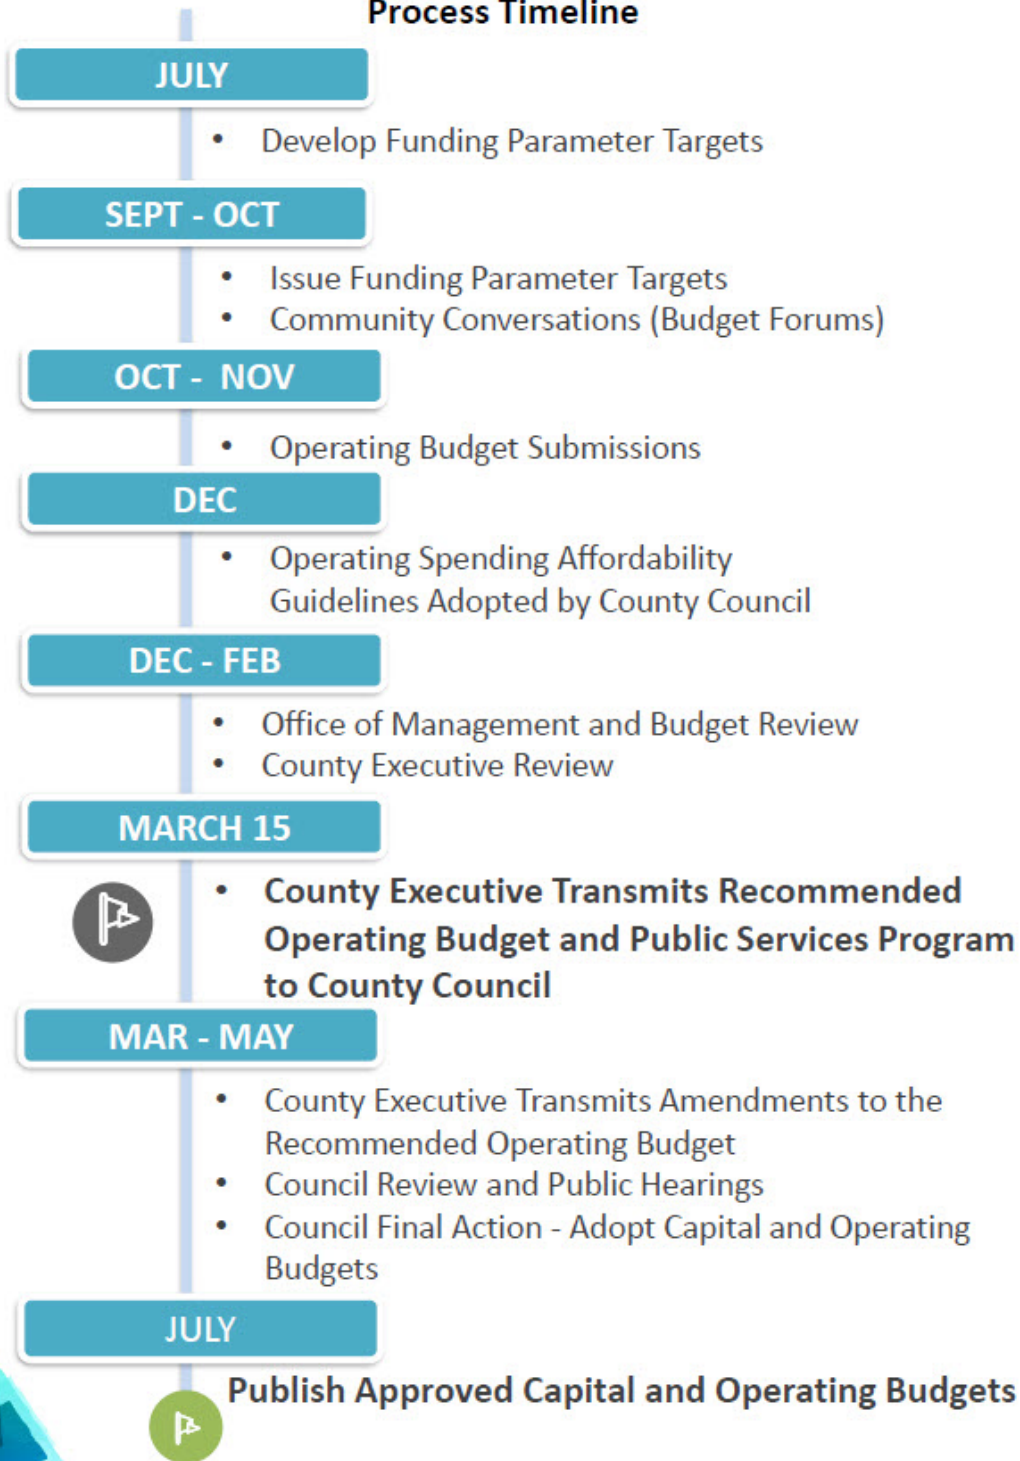 Process Timeline
JULY
• Develop Funding Parameter Targets
SEPT - OCT
• Issue Funding Parameter Targets
• Community Conversations (Budget Forums)
OCT - NOV
• Operating Budget Submissions
DEC
• Operating Spending Affordability
Guidelines Adopted by County Council
DEC - FEB
• Office of Management and Budget Review
• County Executive Review
MARCH 15
• County Executive Transmits Recommended
Operating Budget and Public Services Program
to County Council
MAR - MAY
• County Executive Transmits Amendments to the
Recommended Operating Budget
• Council Review and Public Hearings
• Council Final Action - Adopt Capital and Operating
Budgets
JULY
Publish Approved Capital and Operating Budgets